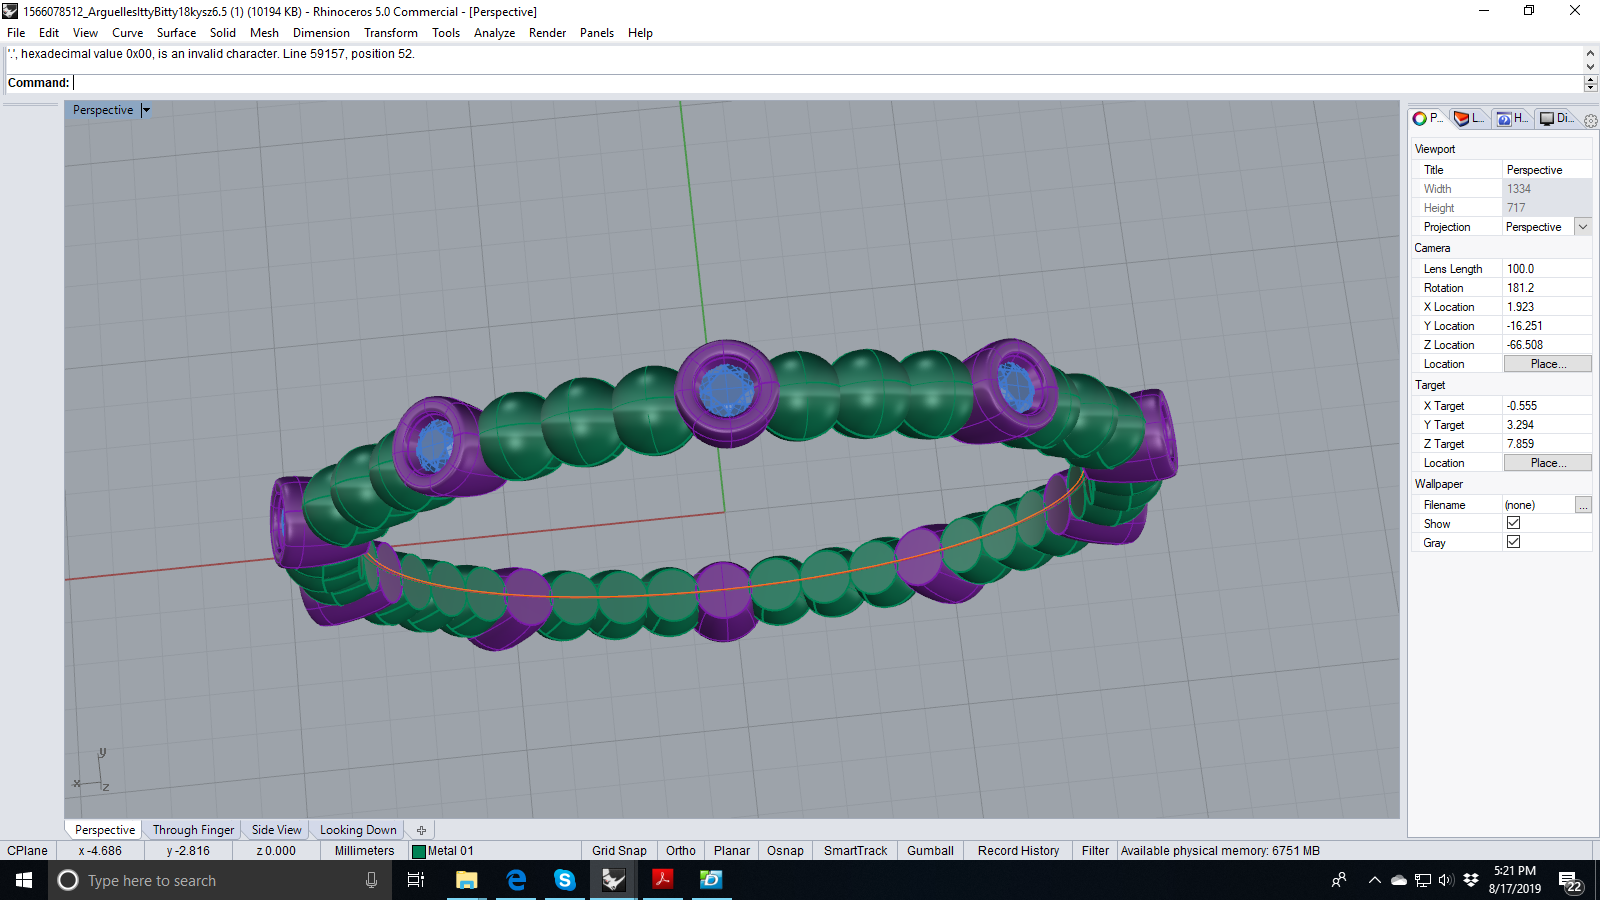 1566078512_ArguellesIttyBitty18kysz6.5 (1) (10194 KB) - Rhinoceros 5.0 Commercial - [Perspective]
File Edit View Curve Surface Solid Mesh Dimension Transform Tools Analyze Render Panels Help
'.', hexadecimal value 0x00, is an invalid character. Line 59157, position 52.
Command:
Perspective
P... L... H... Di...
Viewport
Title Perspective
Width 1334
Height 717
Projection Perspective
Camera
Lens Length 100.0
Rotation 181.2
X Location 1.923
Y Location -16.251
Z Location -66.508
Location Place...
Target
X Target -0.555
Y Target 3.294
Z Target 7.859
Location Place...
Wallpaper
Filename (none) ...
Show
Gray
y
x
z
Perspective Through Finger Side View Looking Down
CPlane x -4.686 y -2.816 z 0.000 Millimeters Metal 01 Grid Snap Ortho Planar Osnap SmartTrack Gumball Record History Filter Available physical memory: 6751 MB
Type here to search
5:21 PM
8/17/2019
22